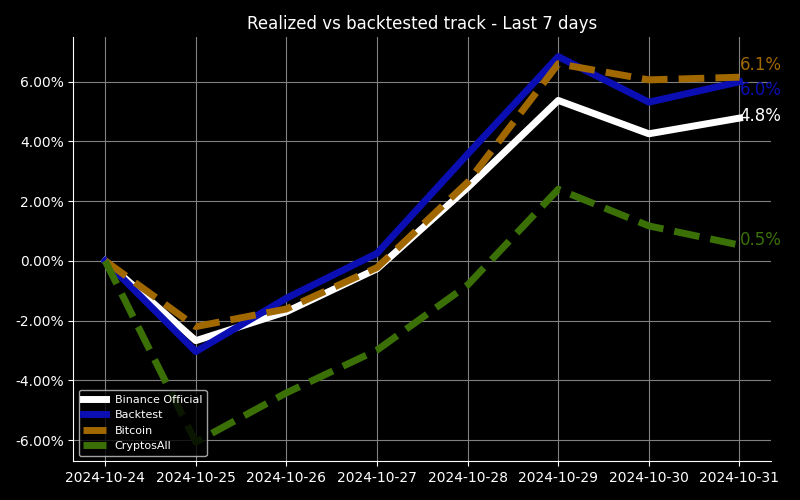 Realized vs backtested track - Last 7 days
6.00%
4.00%
2.00%
0.00%
-2.00%
-4.00%
-6.00%
6.1%
6.0%
4.8%
0.5%
Binance Official
Backtest
Bitcoin
CryptosAll
2024-10-24 2024-10-25 2024-10-26 2024-10-27 2024-10-28 2024-10-29 2024-10-30 2024-10-31